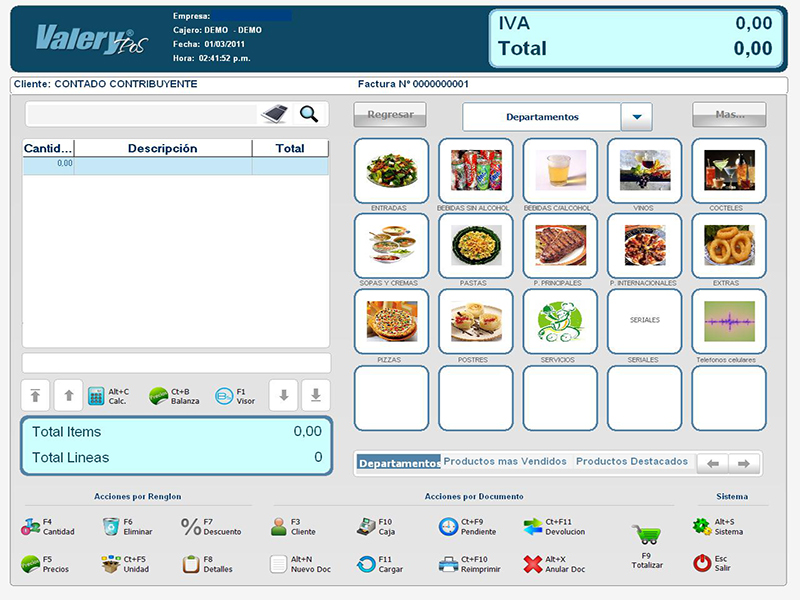 Valery® PoS
Empresa:
Cajero: DEMO - DEMO
Fecha: 01/03/2011
Hora: 02:41:52 p.m.
IVA 0,00
Total 0,00
Cliente: CONTADO CONTRIBUYENTE Factura Nº 0000000001
Regresar Departamentos Mas...
Cantid... Descripción Total
0,00
ENTRADAS BEBIDAS SIN ALCOHOL BEBIDAS C/ALCOHOL VINOS COCTELES
SOPAS Y CREMAS PASTAS P. PRINCIPALES P. INTERNACIONALES EXTRAS
SERIALES
PIZZAS POSTRES SERVICIOS SERIALES Telefonos celulares
Alt+C Calc.
Ct+B Balanza
F1 Visor
Total Items 0,00
Total Lineas 0
Departamentos Productos mas Vendidos Productos Destacados
Acciones por Renglon Acciones por Documento Sistema
F4 Cantidad
F6 Eliminar
F7 Descuento
F3 Cliente
F10 Caja
Ct+F9 Pendiente
Ct+F11 Devolucion
F9 Totalizar
Alt+S Sistema
F5 Precios
Ct+F5 Unidad
F8 Detalles
Alt+N Nuevo Doc
F11 Cargar
Ct+F10 Reimprimir
Alt+X Anular Doc
Esc Salir